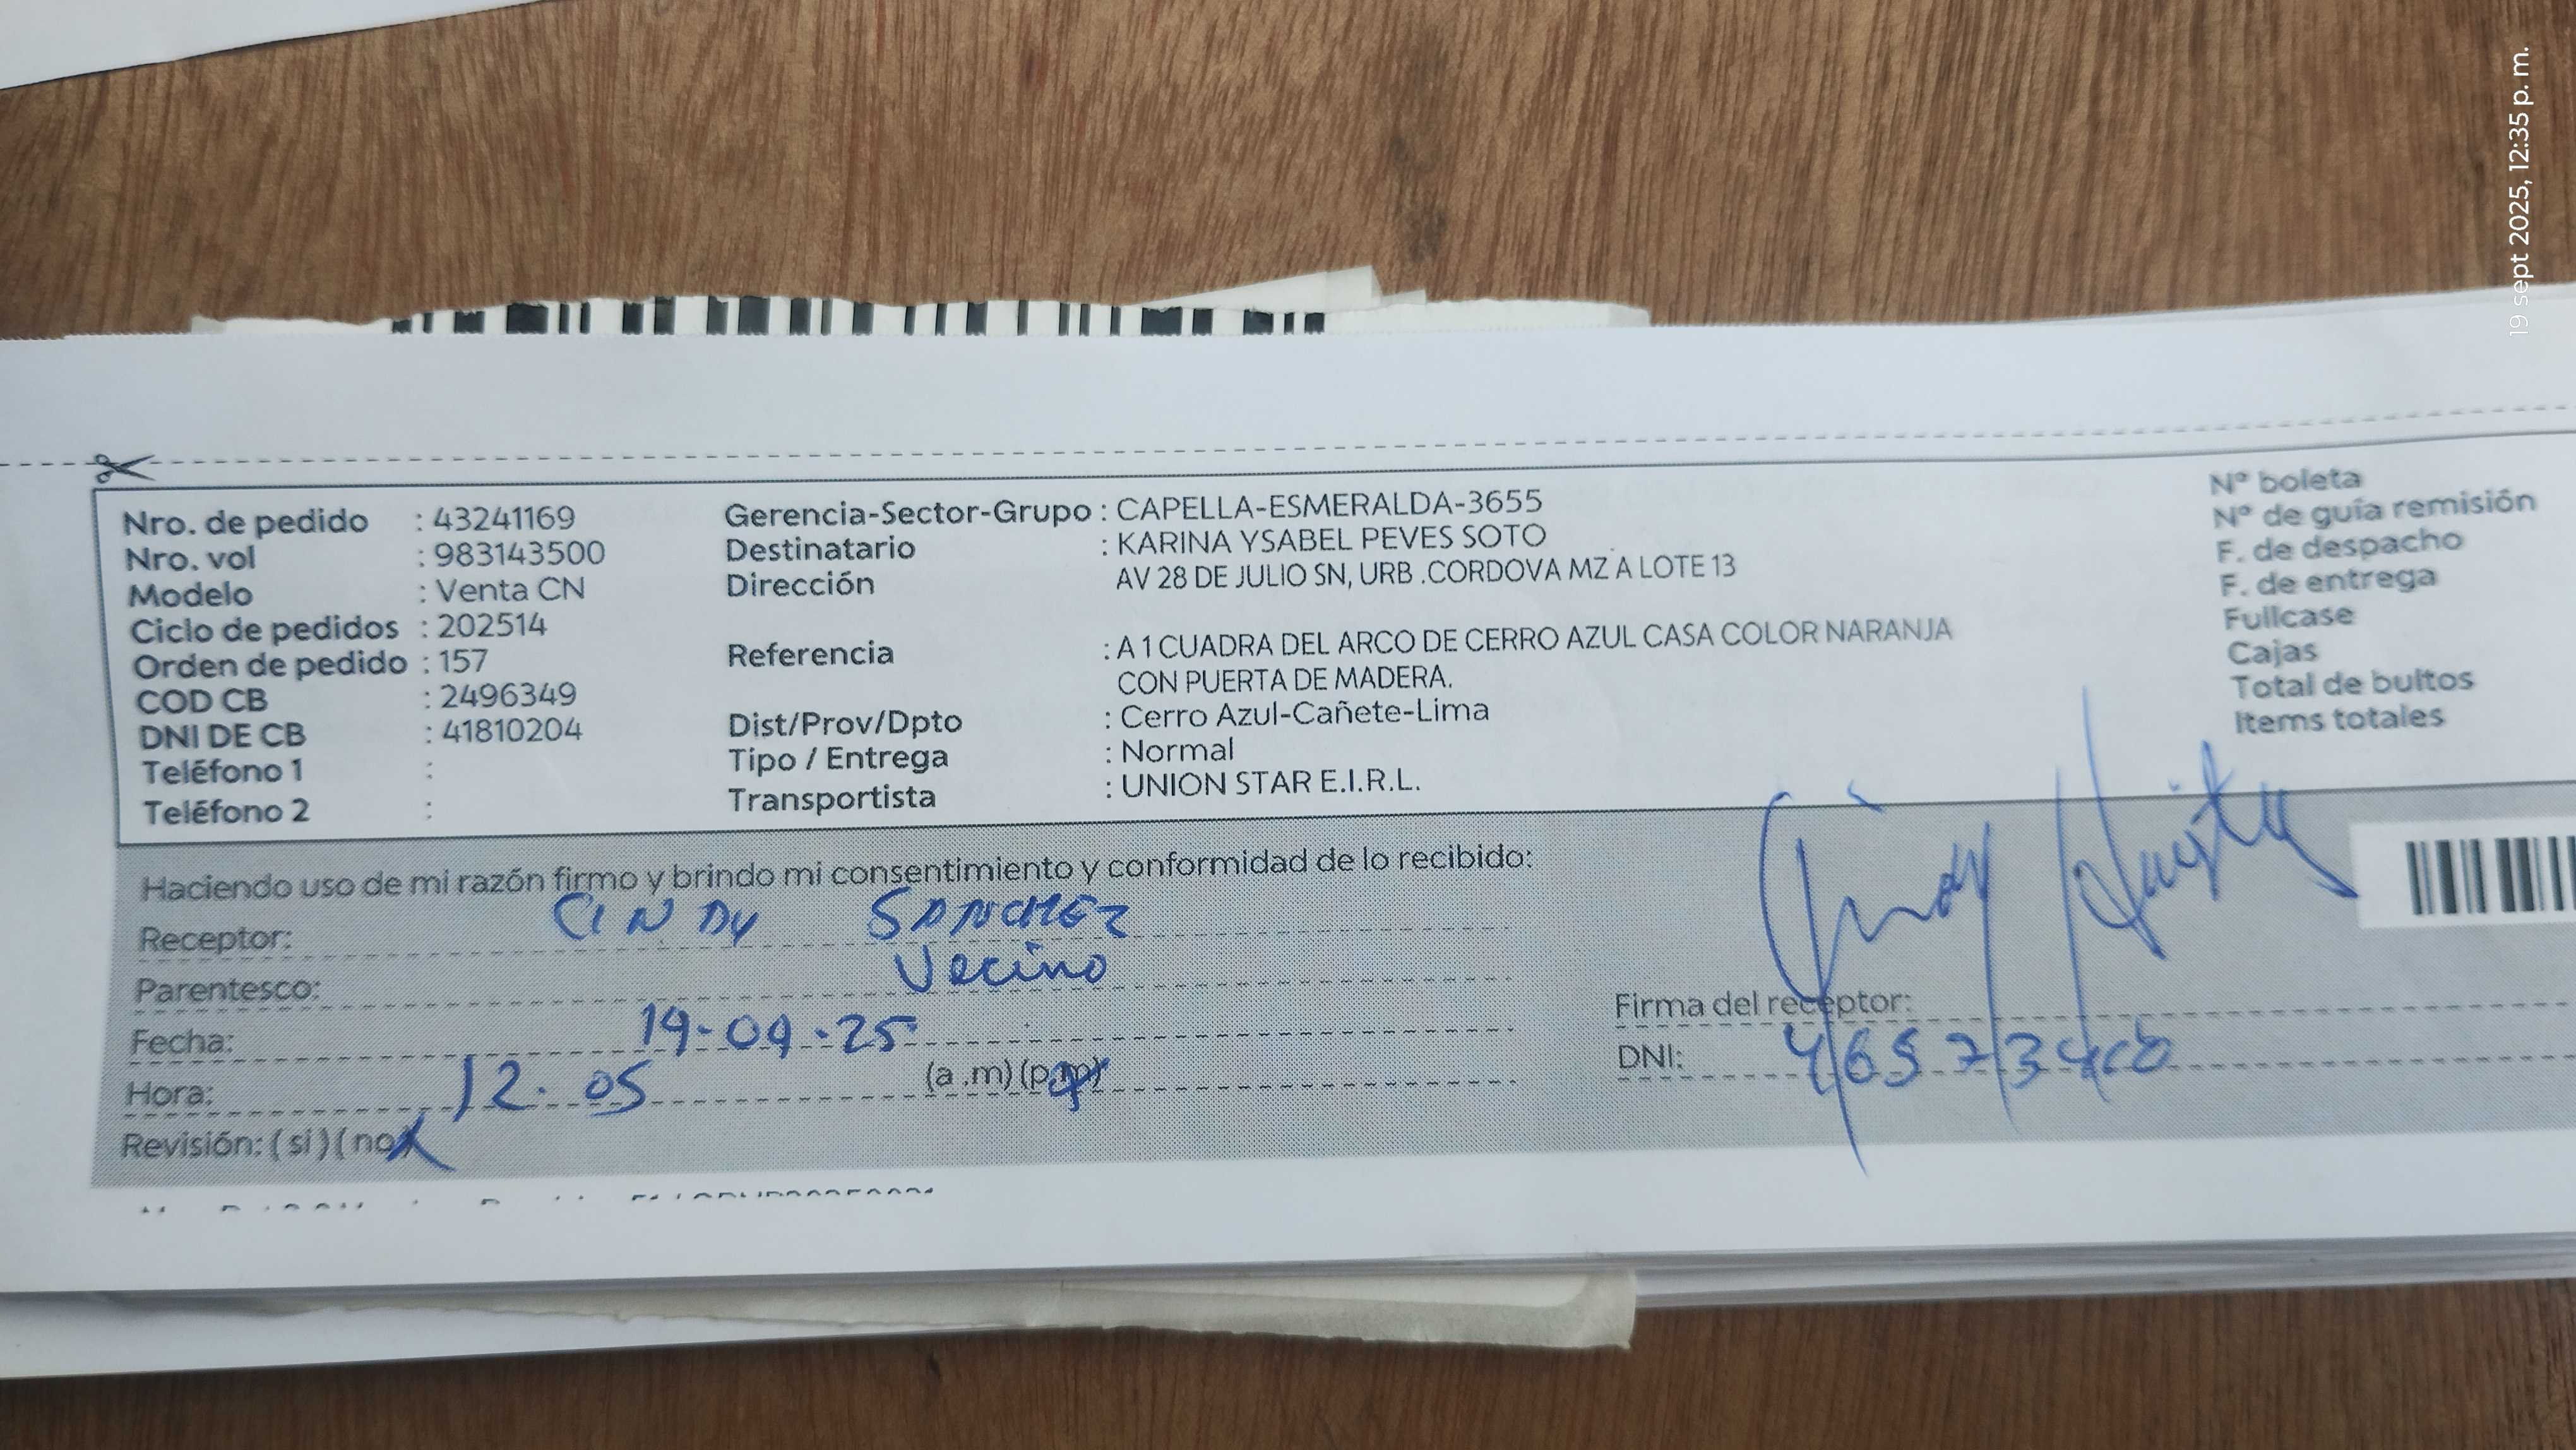 19 sept 2025, 12:35 p. m.
Nro. de pedido : 43241169
Nro. vol : 983143500
Modelo : Venta CN
Ciclo de pedidos : 202514
Orden de pedido : 157
COD CB : 2496349
DNI DE CB : 41810204
Teléfono 1 :
Teléfono 2 :
Gerencia-Sector-Grupo : CAPELLA-ESMERALDA-3655
Destinatario : KARINA YSABEL PEVES SOTO
Dirección AV 28 DE JULIO SN, URB .CORDOVA MZ A LOTE 13
Referencia : A 1 CUADRA DEL ARCO DE CERRO AZUL CASA COLOR NARANJA
CON PUERTA DE MADERA.
Dist/Prov/Dpto : Cerro Azul-Cañete-Lima
Tipo / Entrega : Normal
Transportista : UNION STAR E.I.R.L.
N° boleta
N° de guía remisión
F. de despacho
F. de entrega
Fullcase
Cajas
Total de bultos
Items totales
Haciendo uso de mi razón firmo y brindo mi consentimiento y conformidad de lo recibido:
Receptor: CINDY SANCHEZ
Parentesco: Vecino
Fecha: 19-09-25
Hora: 12.05 (a .m) (p.m)
Revisión: ( si ) ( no
Firma del receptor:
DNI: